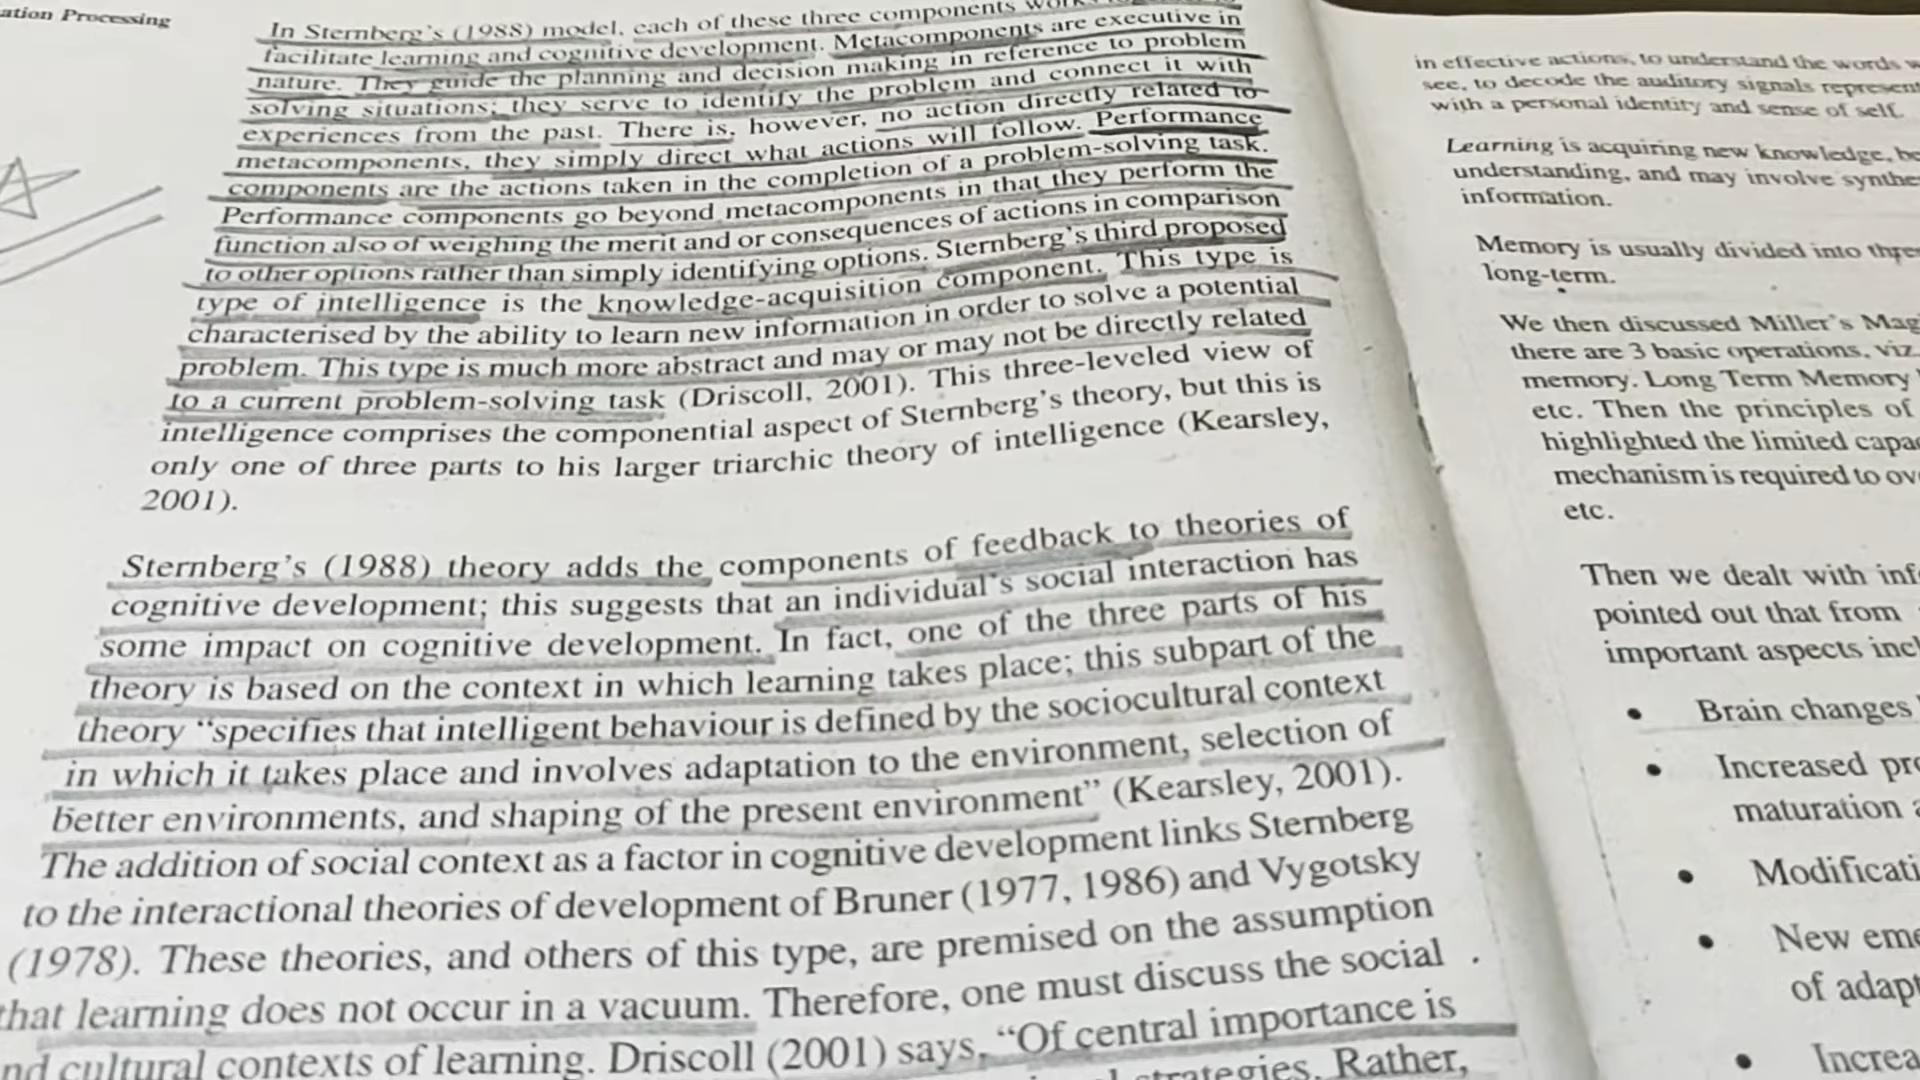 ation Processing
In Sternberg's (1988) model, each of these three components
facilitate learning and cognitive development. Metacomponents are executive in
nature. They guide the planning and decision making in reference to problem
solving situations; they serve to identify the problem and connect it with
experiences from the past. There is, however, no action directly related to
metacomponents, they simply direct what actions will follow. Performance
components are the actions taken in the completion of a problem-solving task.
Performance components go beyond metacomponents in that they perform the
function also of weighing the merit and or consequences of actions in comparison
to other options rather than simply identifying options. Sternberg's third proposed
type of intelligence is the knowledge-acquisition component. This type is
characterised by the ability to learn new information in order to solve a potential
problem. This type is much more abstract and may or may not be directly related
to a current problem-solving task (Driscoll, 2001). This three-leveled view of
intelligence comprises the componential aspect of Sternberg's theory, but this is
only one of three parts to his larger triarchic theory of intelligence (Kearsley,
2001).
Sternberg's (1988) theory adds the components of feedback to theories of
cognitive development; this suggests that an individual's social interaction has
some impact on cognitive development. In fact, one of the three parts of his
theory is based on the context in which learning takes place; this subpart of the
theory "specifies that intelligent behaviour is defined by the sociocultural context
in which it takes place and involves adaptation to the environment, selection of
better environments, and shaping of the present environment" (Kearsley, 2001).
The addition of social context as a factor in cognitive development links Sternberg
to the interactional theories of development of Bruner (1977, 1986) and Vygotsky
(1978). These theories, and others of this type, are premised on the assumption
that learning does not occur in a vacuum. Therefore, one must discuss the social
nd cultural contexts of learning. Driscoll (2001) says, "Of central importance is
strategies. Rather,
in effective actions, to understand the words w
see, to decode the auditory signals represent
with a personal identity and sense of self.
Learning is acquiring new knowledge, be
understanding, and may involve synthe
information.
Memory is usually divided into three
long-term.
We then discussed Miller's Mag
there are 3 basic operations, viz.
memory. Long Term Memory
etc. Then the principles of
highlighted the limited capa
mechanism is required to ov
etc.
Then we dealt with inf
pointed out that from
important aspects incl
• Brain changes
• Increased pro
maturation a
• Modificati
• New eme
of adapt
• Increa